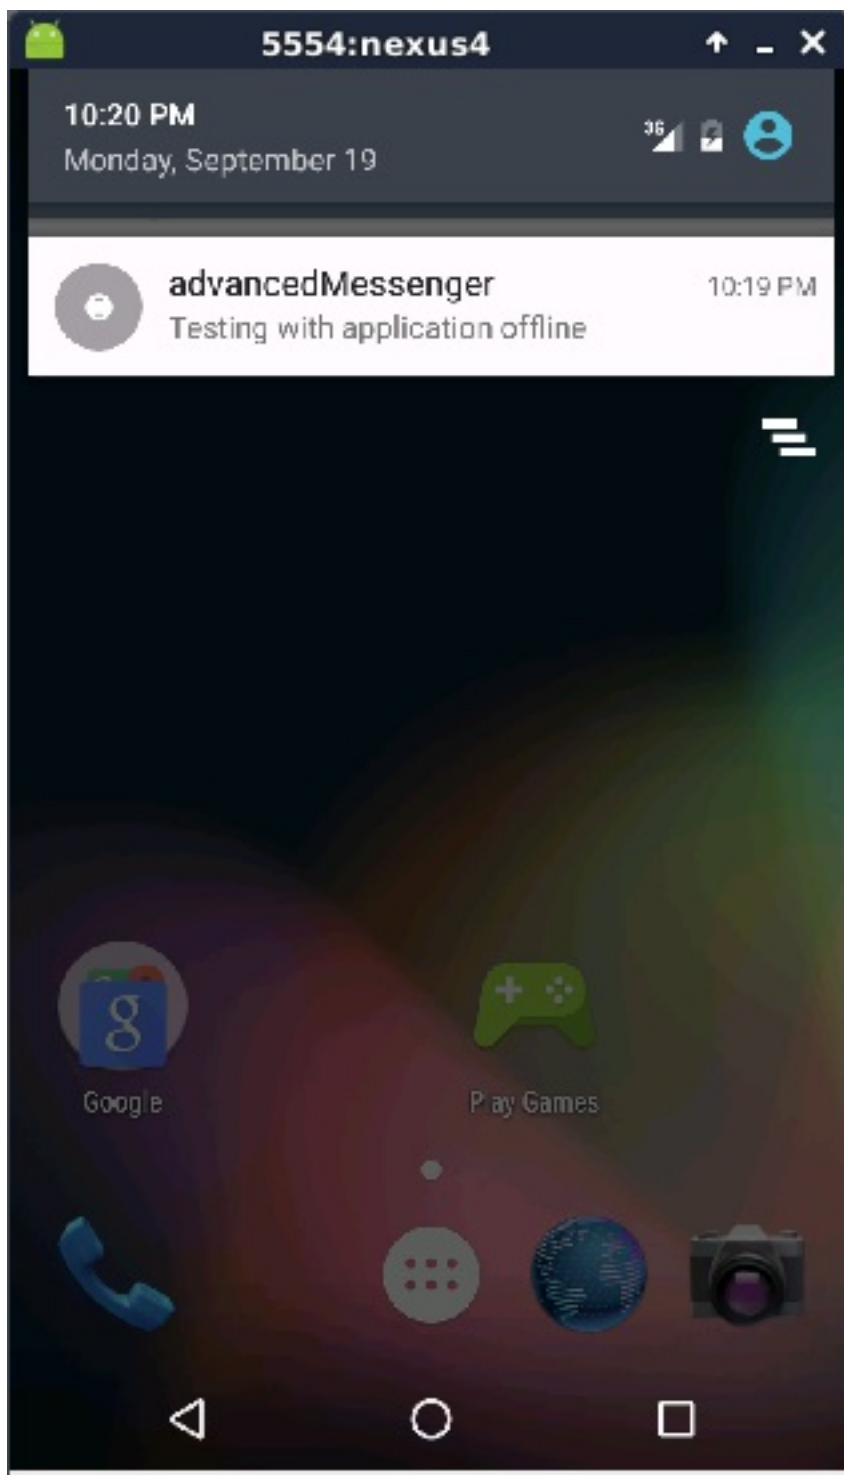 5554:nexus4
10:20 PM
Monday, September 19
3G
advancedMessenger
10:19 PM
Testing with application offline
g
Google
Play Games